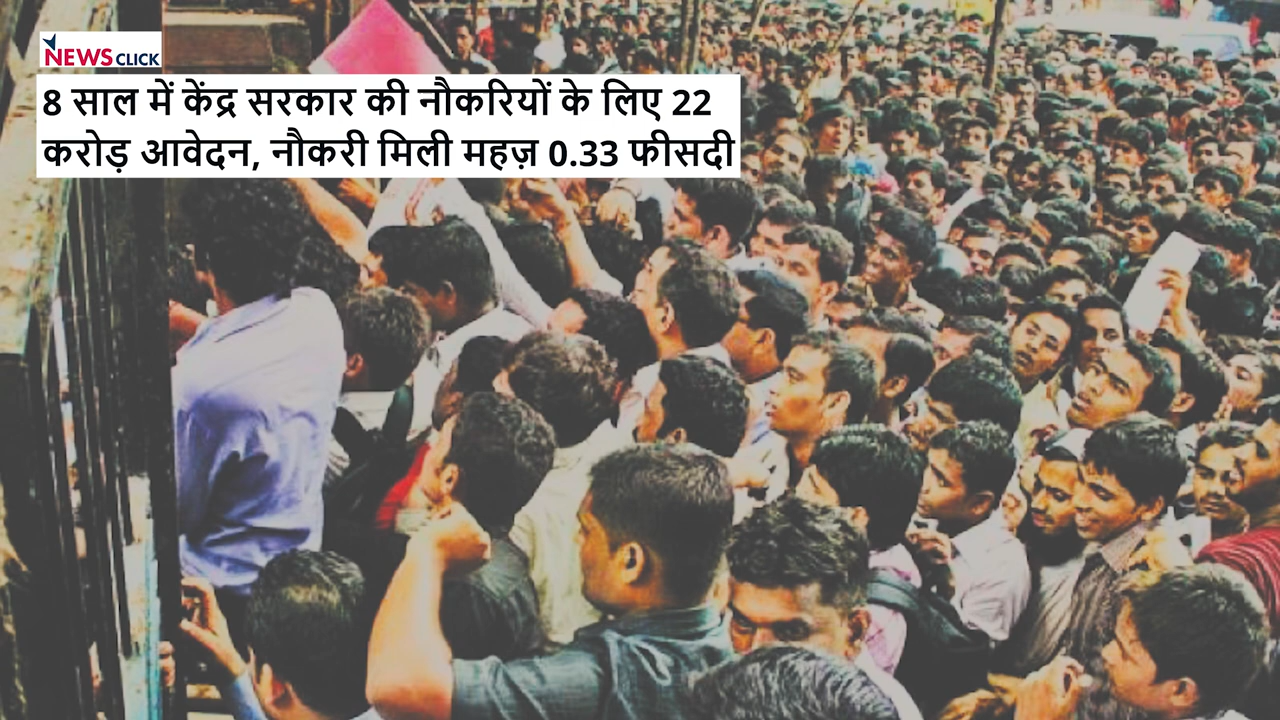 NEWSCLICK
8 साल में केंद्र सरकार की नौकरियों के लिए 22
करोड़ आवेदन, नौकरी मिली महज़ 0.33 फीसदी